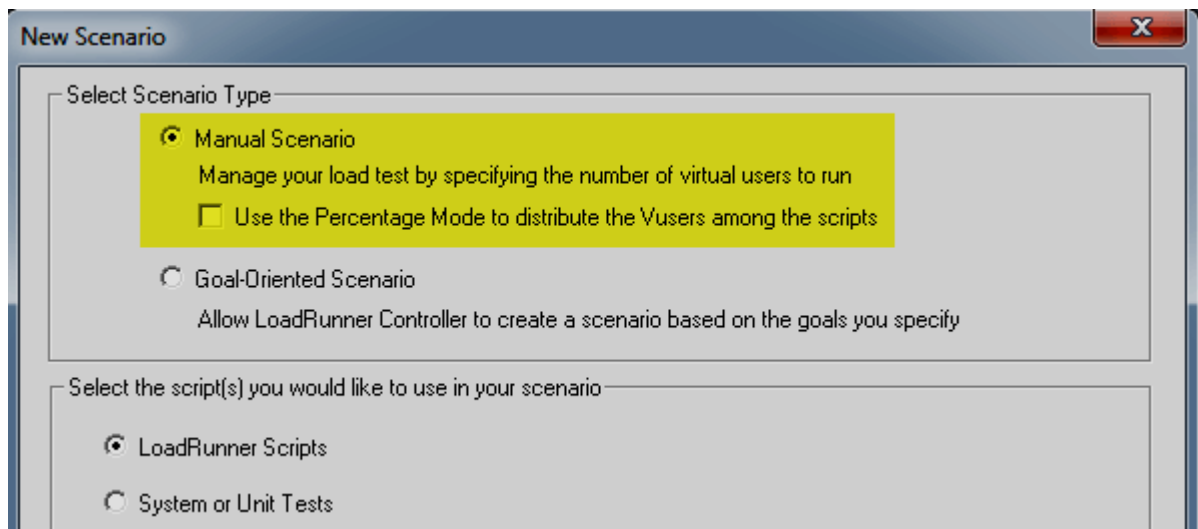 New Scenario
Select Scenario Type
Manual Scenario
Manage your load test by specifying the number of virtual users to run
Use the Percentage Mode to distribute the Vusers among the scripts
Goal-Oriented Scenario
Allow LoadRunner Controller to create a scenario based on the goals you specify
Select the script(s) you would like to use in your scenario
LoadRunner Scripts
System or Unit Tests